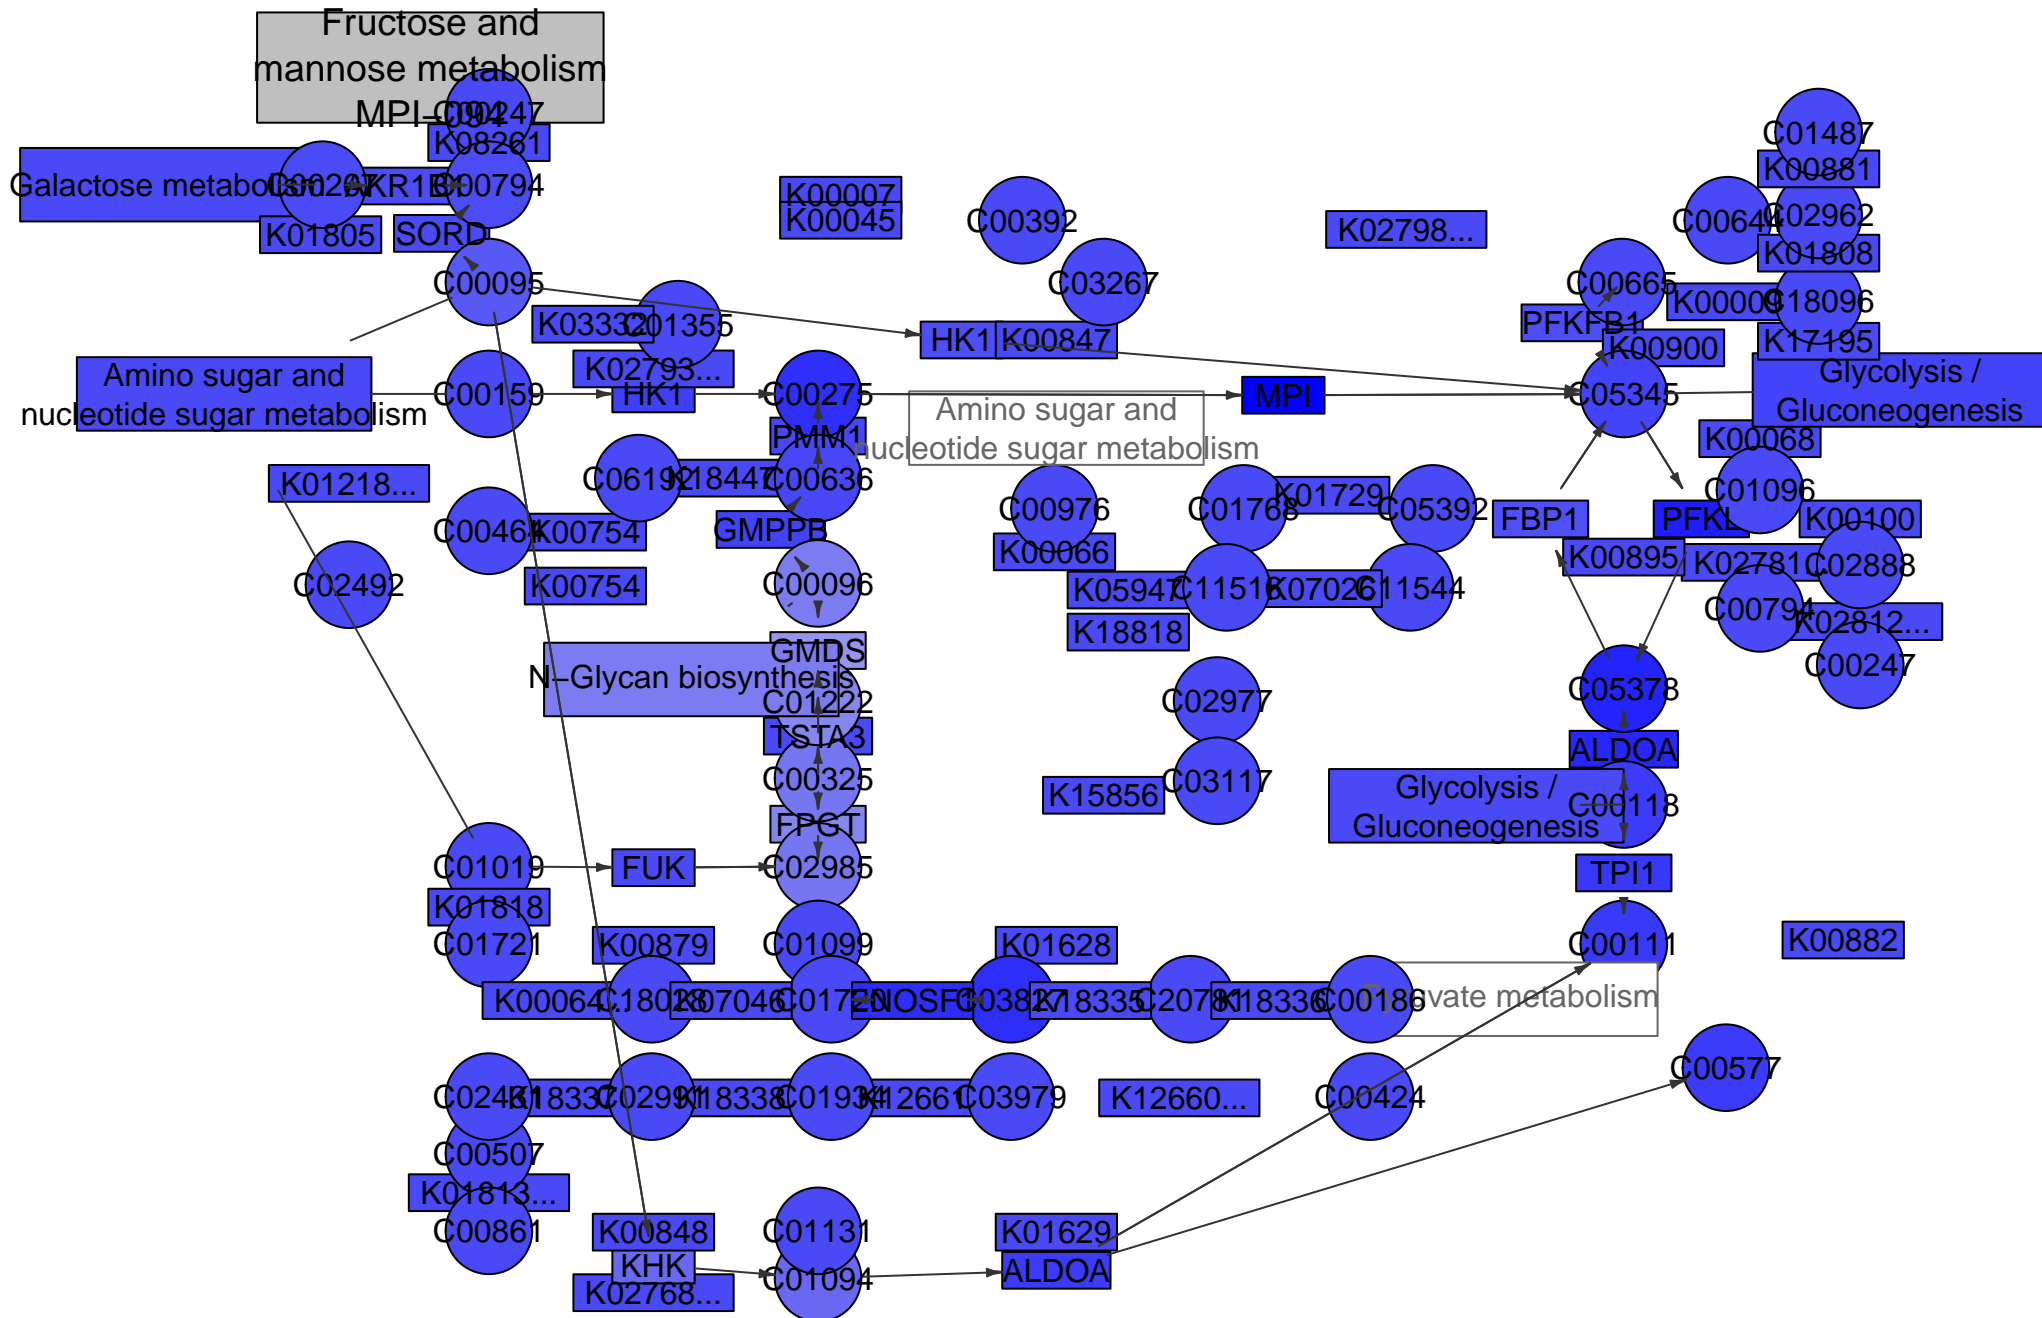 Fructose and
mannose metabolism
MPI-094
C00247
K08261
C01487
K00881
Galactose metabolism
C00794
K00007
K00045
C00392
K02798...
C00644
C02962
K01805
SORD
K01808
C00095
C03267
C00665
K00009
C18096
K03332
C01355
PFKFB1
HK1
K00847
K00900
K17195
Amino sugar and
nucleotide sugar metabolism
K02793...
C00159
HK1
C00275
MPI
C05345
Glycolysis /
Gluconeogenesis
Amino sugar and
nucleotide sugar metabolism
PMM1
K00068
K01218...
C06192
K18447
C00636
C01768
K01729
C05392
C01096
C00976
C00464
K00754
GMPPB
FBP1
PFKL
K00100
K00066
K00895
K02781
C02888
C02492
K00754
C00096
K05947
C11516
K07026
C11544
C00794
K02812...
K18818
GMDS
N-Glycan biosynthesis
C00247
C01222
C02977
C05378
TSTA3
ALDOA
C00325
C03117
K15856
Glycolysis /
Gluconeogenesis
C00118
FPGT
C01019
FUK
C02985
TPI1
K01818
C01721
K00879
C01099
K01628
C00111
K00882
K00064...
C18028
K07046
C01720
C03827
K18335
C20781
K18336
C00186
metabolism
C00577
C02431
K18337
C02991
K18338
C01934
K12661
C03979
K12660...
C00424
C00507
K01813...
C00861
K00848
C01131
K01629
KHK
C01094
ALDOA
K02768...